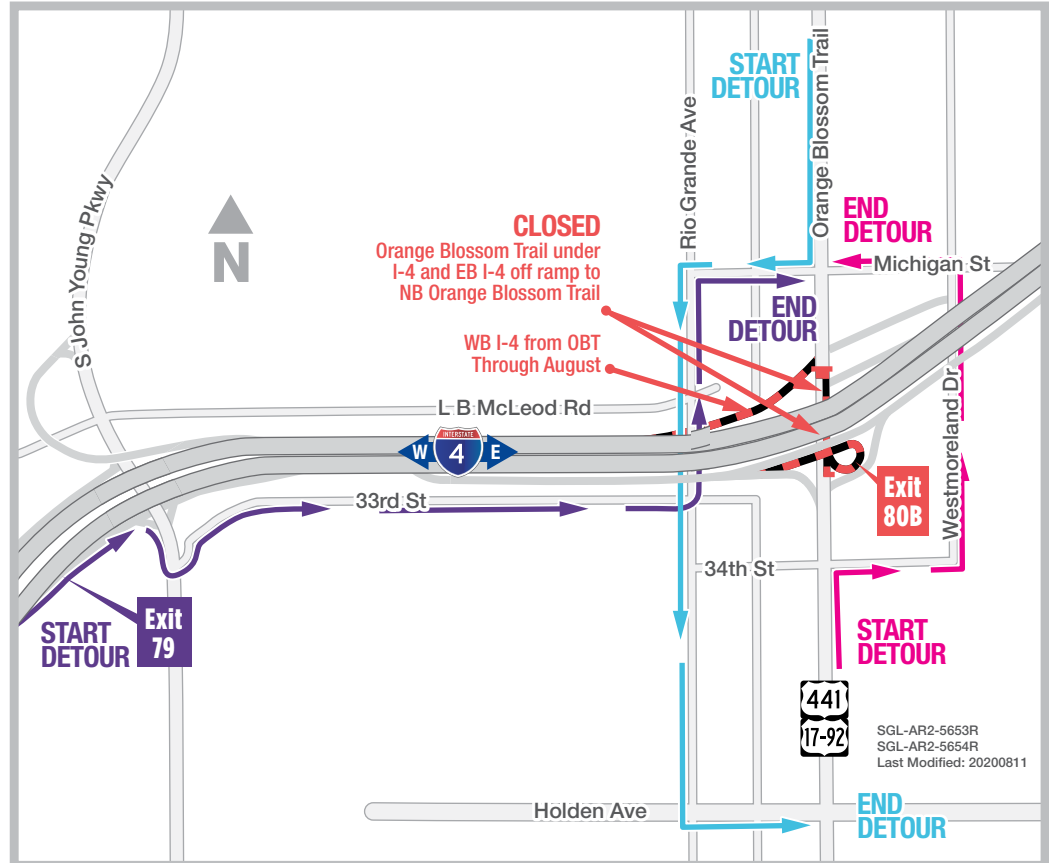 START
DETOUR
Orange Blossom Trail
Rio Grande Ave
S John Young Pkwy
N
CLOSED
Orange Blossom Trail under
I-4 and EB I-4 off ramp to
NB Orange Blossom Trail
END
DETOUR
Michigan St
END
DETOUR
WB I-4 from OBT
Through August
L B McLeod Rd
W
INTERSTATE
4
E
Westmoreland Dr
Exit
80B
33rd St
34th St
Exit
79
START
DETOUR
START
DETOUR
441
17-92
SGL-AR2-5653R
SGL-AR2-5654R
Last Modified: 20200811
Holden Ave
END
DETOUR